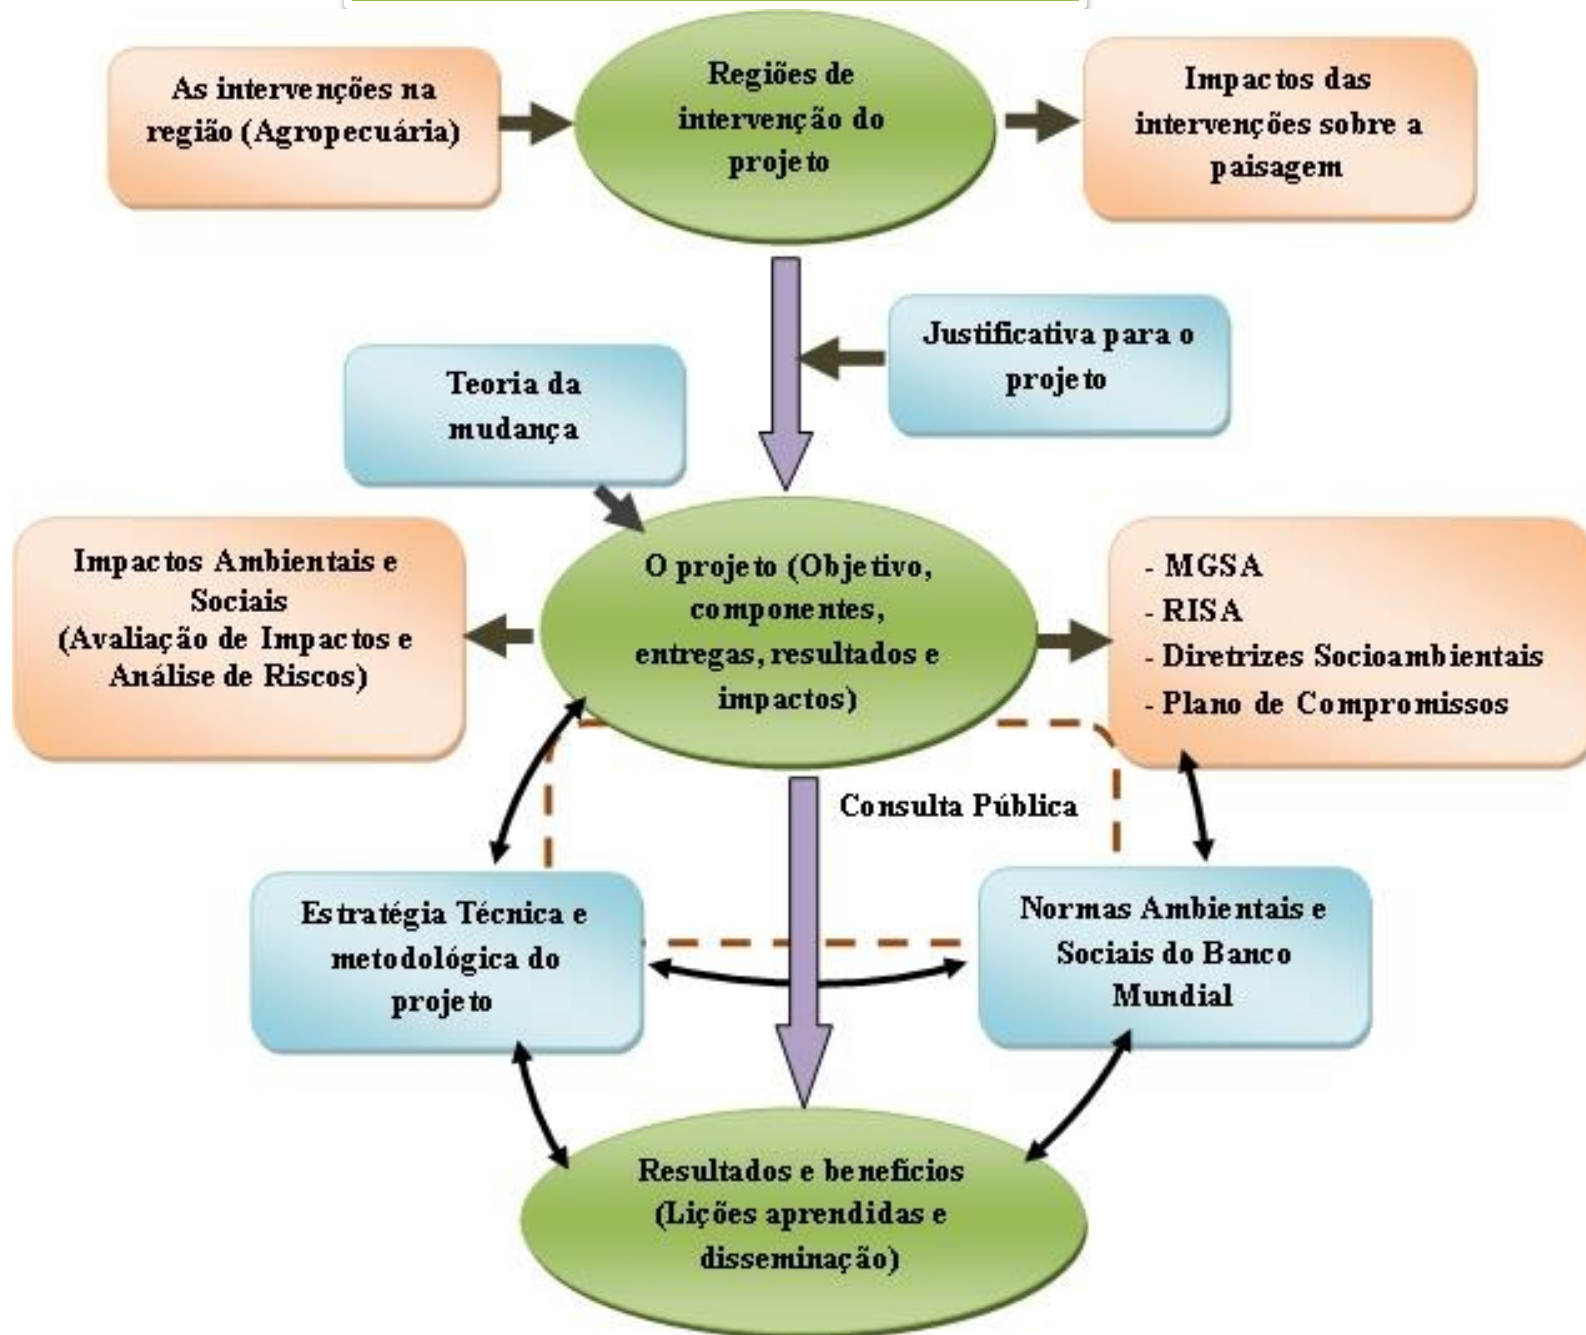 As intervenções na
região (Agropecuária)
Regiões de
intervenção do
projeto
Impactos das
intervenções sobre a
paisagem
Justificativa para o
projeto
Teoria da
mudança
Impactos Ambientais e
Sociais
(Avaliação de Impactos e
Análise de Riscos)
O projeto (Objetivo,
componentes,
entregas, resultados e
impactos)
- MGSA
- RISA
- Diretrizes Socioambientais
- Plano de Compromissos
Consulta Pública
Estratégia Técnica e
metodológica do
projeto
Normas Ambientais e
Sociais do Banco
Mundial
Resultados e benefícios
(Lições aprendidas e
disseminação)